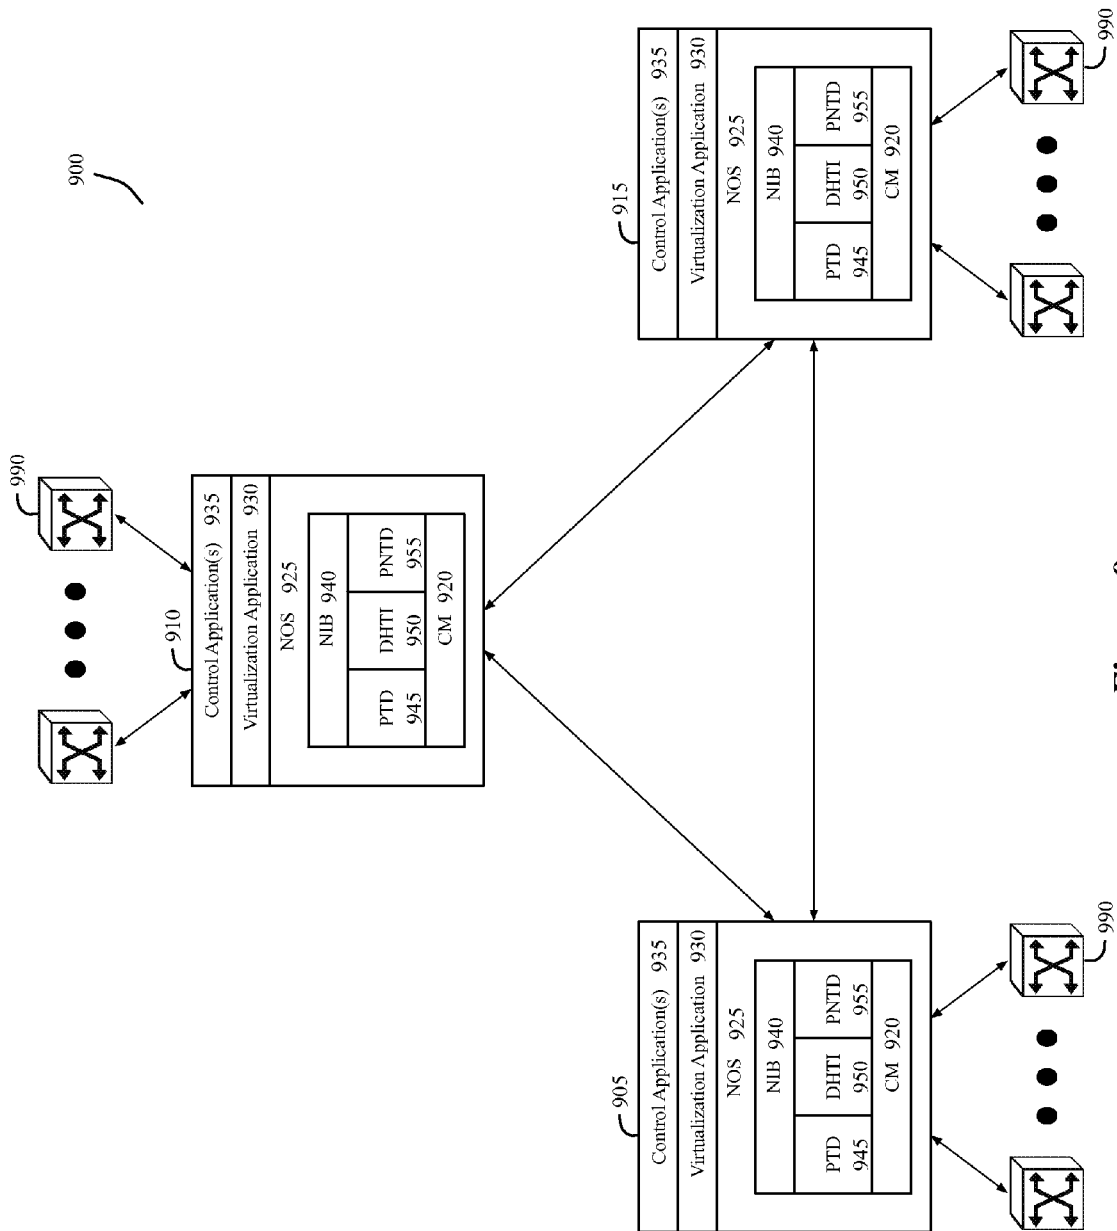 900
990
910
Control Application(s) 935
Virtualization Application 930
NOS 925
NIB 940
PTD 945
DHTI 950
PNTD 955
CM 920
905
Control Application(s) 935
Virtualization Application 930
NOS 925
NIB 940
PTD 945
DHTI 950
PNTD 955
CM 920
990
915
Control Application(s) 935
Virtualization Application 930
NOS 925
NIB 940
PTD 945
DHTI 950
PNTD 955
CM 920
990